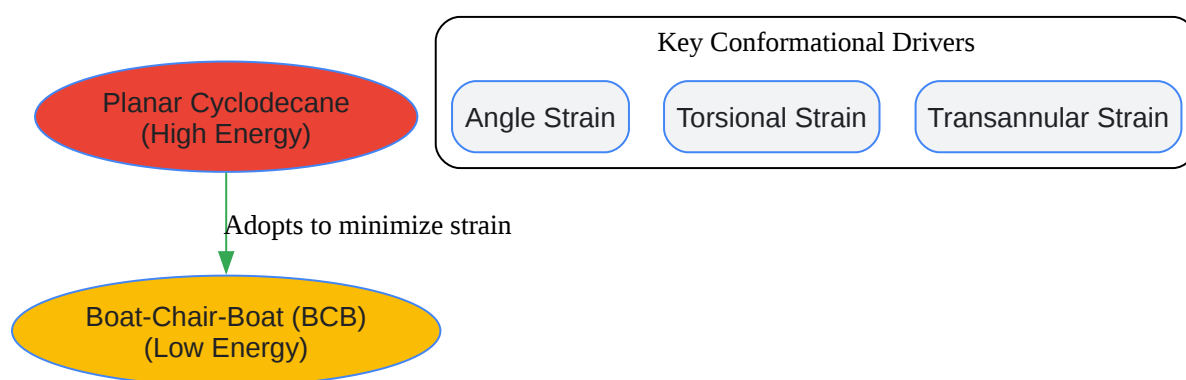 Planar Cyclodecane
(High Energy)
Key Conformational Drivers
Angle Strain
Torsional Strain
Transannular Strain
Adopts to minimize strain
Boat-Chair-Boat (BCB)
(Low Energy)